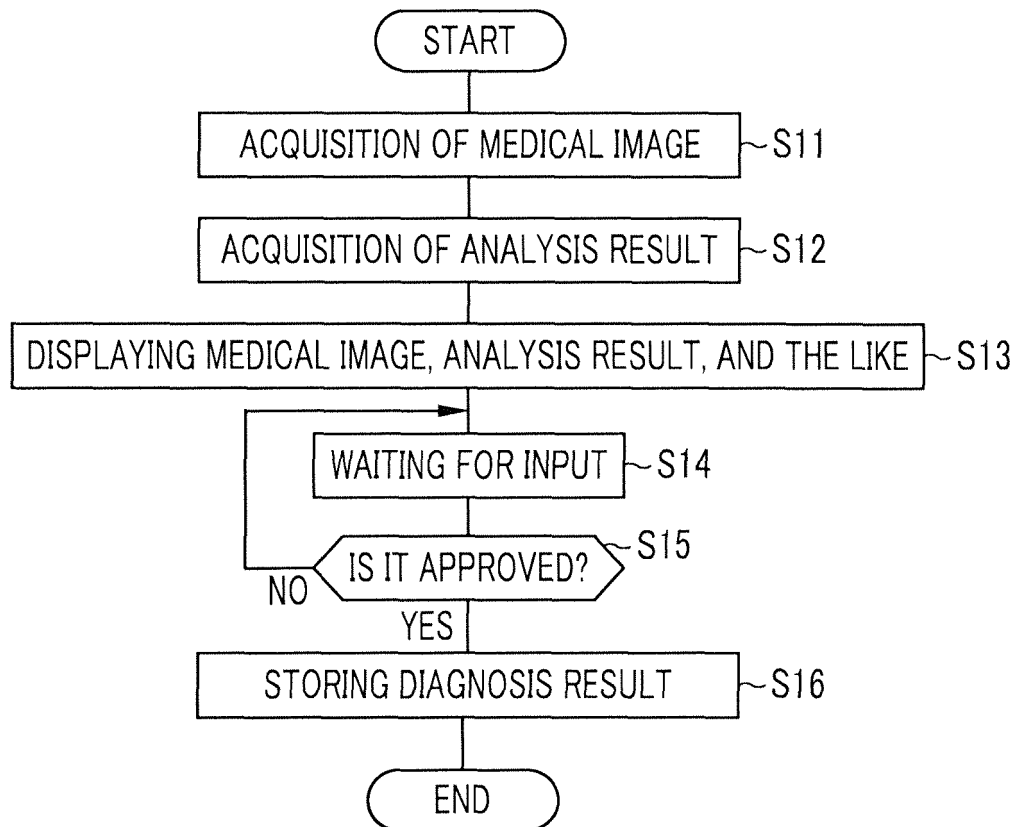 START
ACQUISITION OF MEDICAL IMAGE ~S11
ACQUISITION OF ANALYSIS RESULT ~S12
DISPLAYING MEDICAL IMAGE, ANALYSIS RESULT, AND THE LIKE ~S13
WAITING FOR INPUT ~S14
IS IT APPROVED? ~S15
NO
YES
STORING DIAGNOSIS RESULT ~S16
END